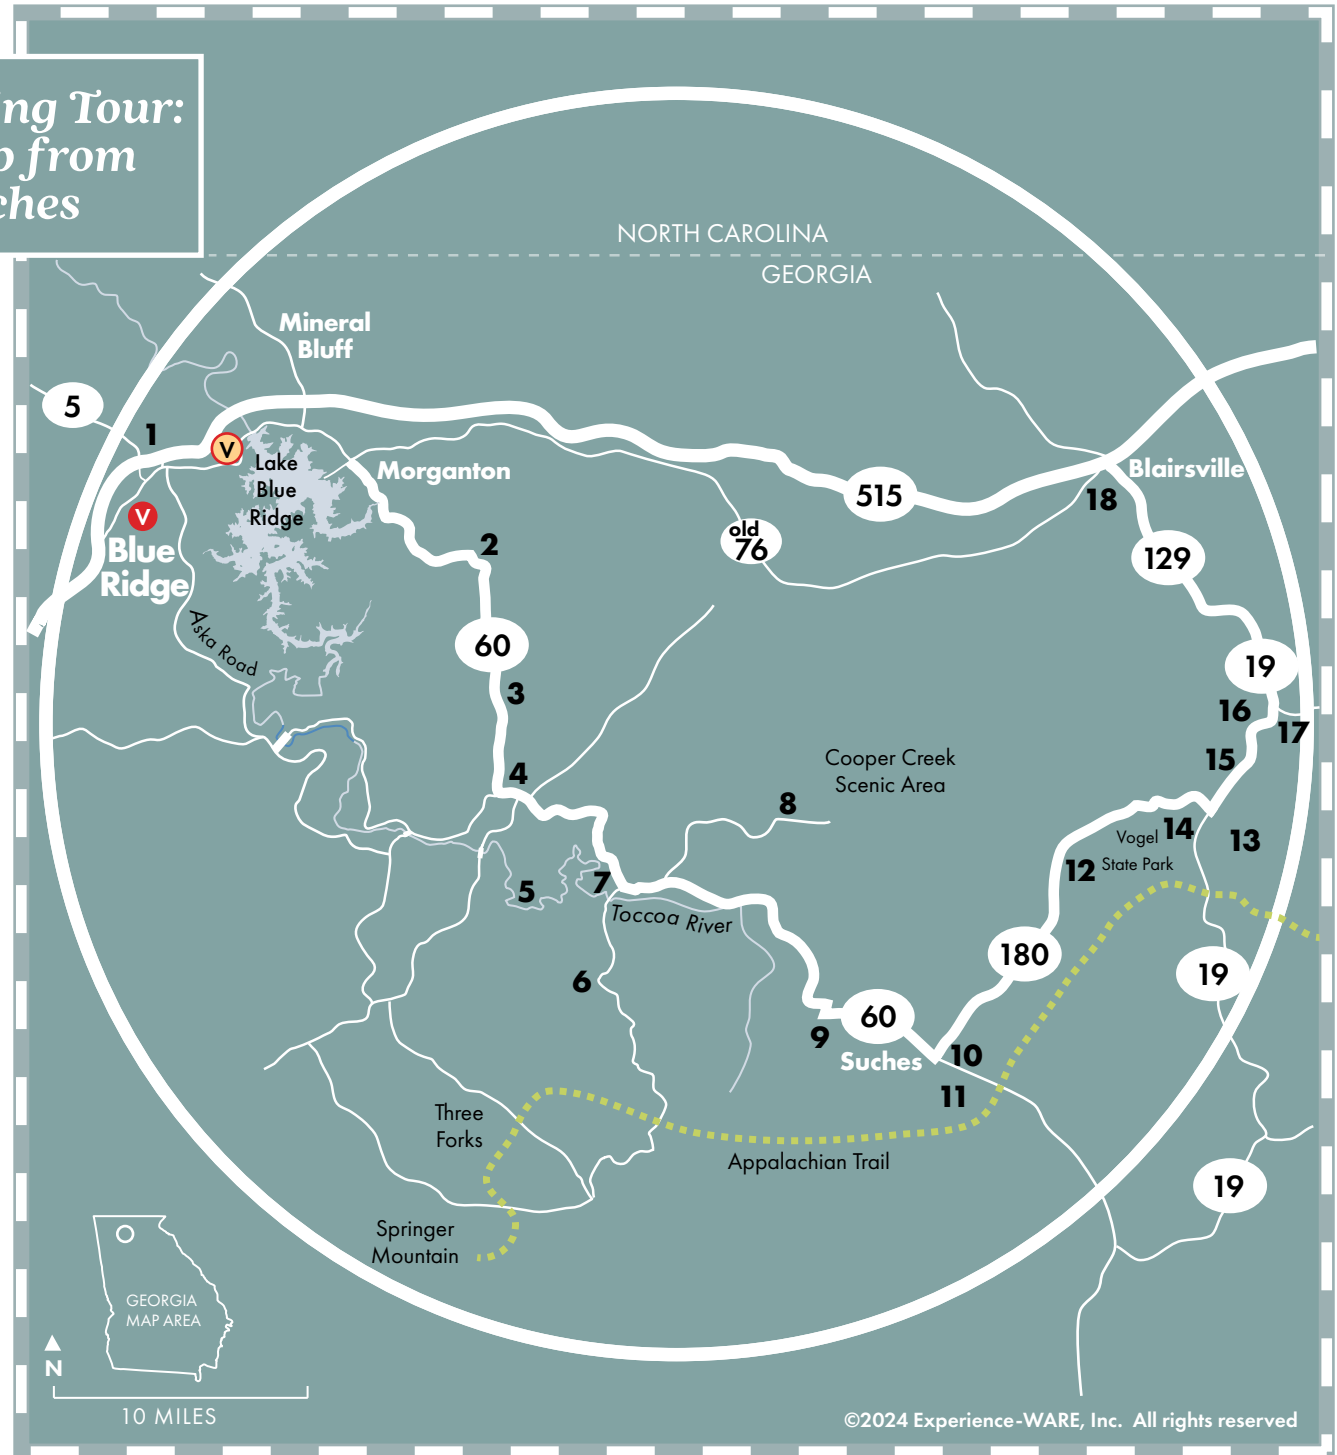 ng Tour:
from
ches
NORTH CAROLINA
GEORGIA
Mineral
Bluff
5
1
V
Lake
Blue
Ridge
Morganton
515
Blairsville
18
V
Blue
Ridge
2
old
76
129
Aska Road
60
3
19
16
17
4
15
Cooper Creek
Scenic Area
8
Vogel
State Park
14
13
12
5
7
Toccoa River
6
180
19
9
60
Suches
10
11
Three
Forks
Appalachian Trail
19
Springer
Mountain
GEORGIA
MAP AREA
N
10 MILES
©2024 Experience-WARE, Inc. All rights reserved